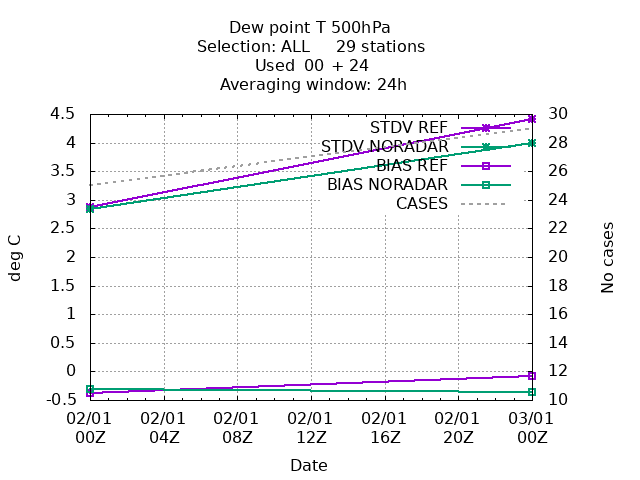 Dew point T 500hPa
Selection: ALL     29 stations
Used  00 + 24
Averaging window: 24h
4.5
4
3.5
3
2.5
2
1.5
1
0.5
0
-0.5
30
28
26
24
22
20
18
16
14
12
10
deg C
No cases
STDV REF
STDV NORADAR
BIAS REF
BIAS NORADAR
CASES
02/01 02/01 02/01 02/01 02/01 02/01 03/01
00Z 04Z 08Z 12Z 16Z 20Z 00Z
Date